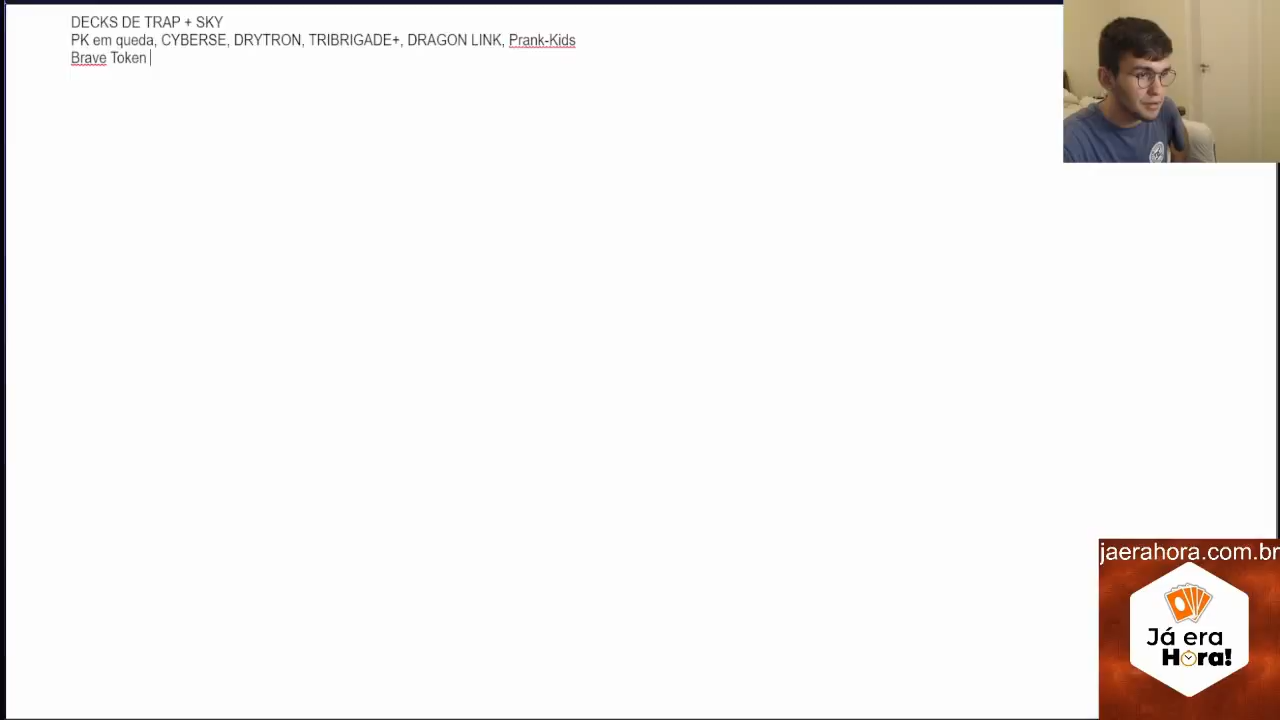 DECKS DE TRAP + SKY
PK em queda, CYBERSE, DRYTRON, TRIBRIGADE+, DRAGON LINK, Prank-Kids
Brave Token
jaerahora.com.br
Já era
Hora!